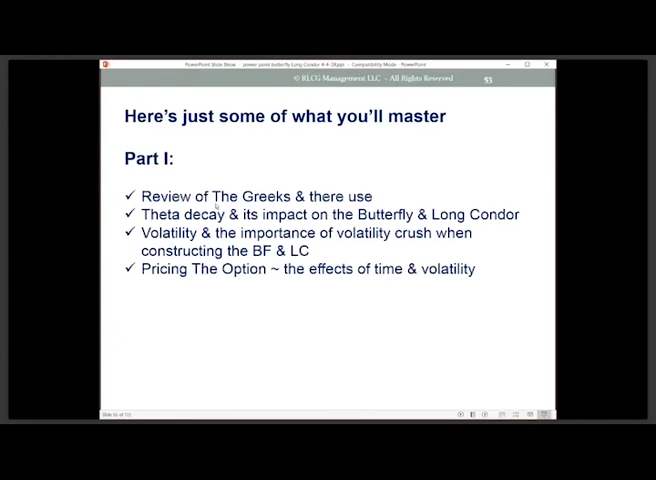 PowerPoint Slide Show - power point butterfly Long Condor 4-4-19.ppt - Compatibility Mode - PowerPoint
© RLCG Management LLC - All Rights Reserved 53
Here's just some of what you'll master
Part I:
✓ Review of The Greeks & there use
✓ Theta decay & its impact on the Butterfly & Long Condor
✓ Volatility & the importance of volatility crush when
constructing the BF & LC
✓ Pricing The Option ~ the effects of time & volatility